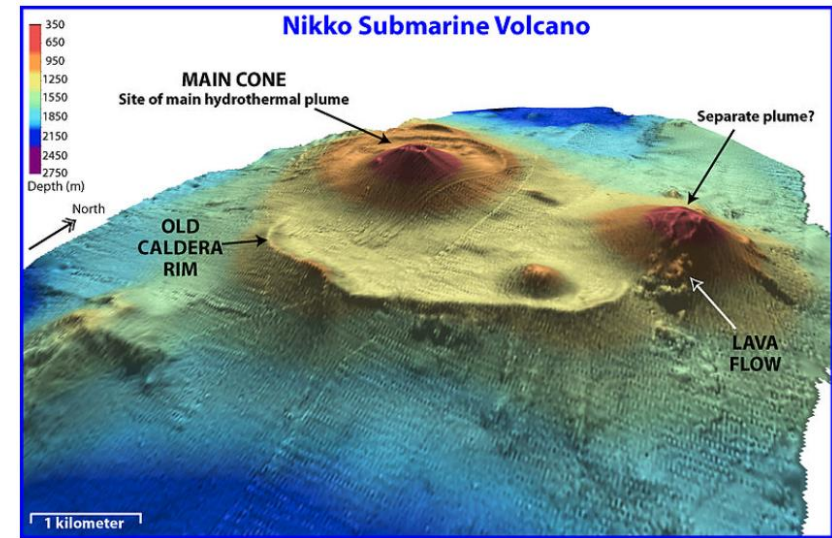 Nikko Submarine Volcano
350
650
950
1250
1550
1850
2150
2450
2750
Depth (m)
North
MAIN CONE
Site of main hydrothermal plume
Separate plume?
OLD
CALDERA
RIM
LAVA
FLOW
1 kilometer